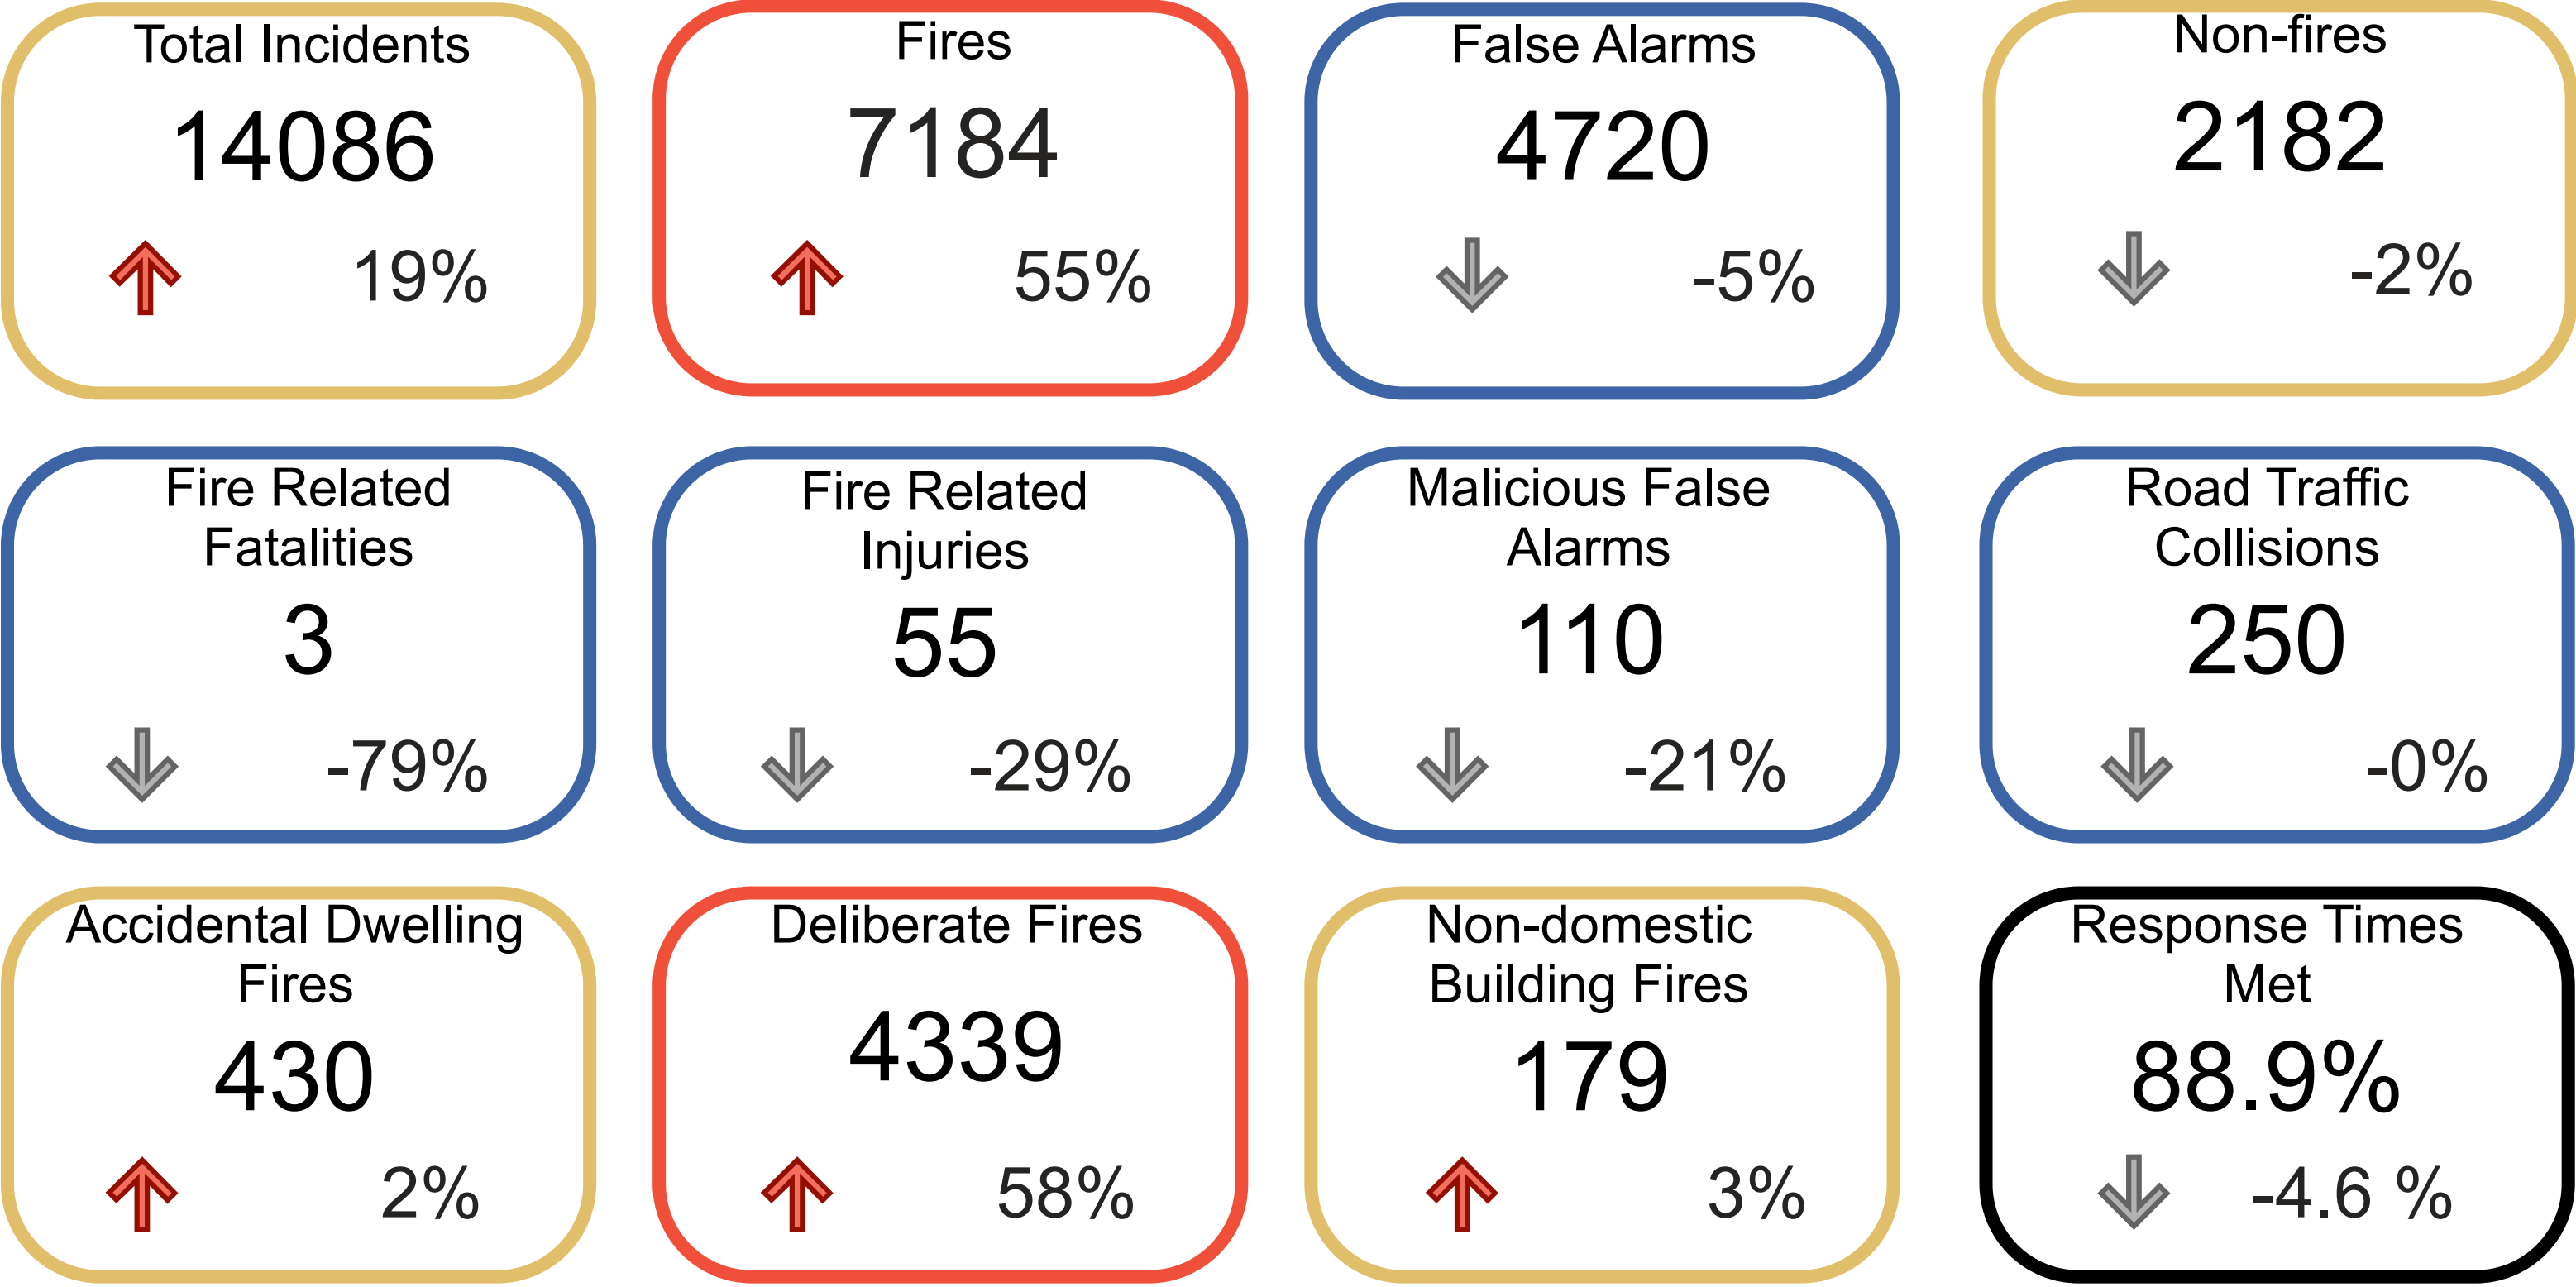 Total Incidents
14086
19%
Fires
7184
55%
False Alarms
4720
-5%
Non-fires
2182
-2%
Fire Related
Fatalities
3
-79%
Fire Related
Injuries
55
-29%
Malicious False
Alarms
110
-21%
Road Traffic
Collisions
250
-0%
Accidental Dwelling
Fires
430
2%
Deliberate Fires
4339
58%
Non-domestic
Building Fires
179
3%
Response Times
Met
88.9%
-4.6 %